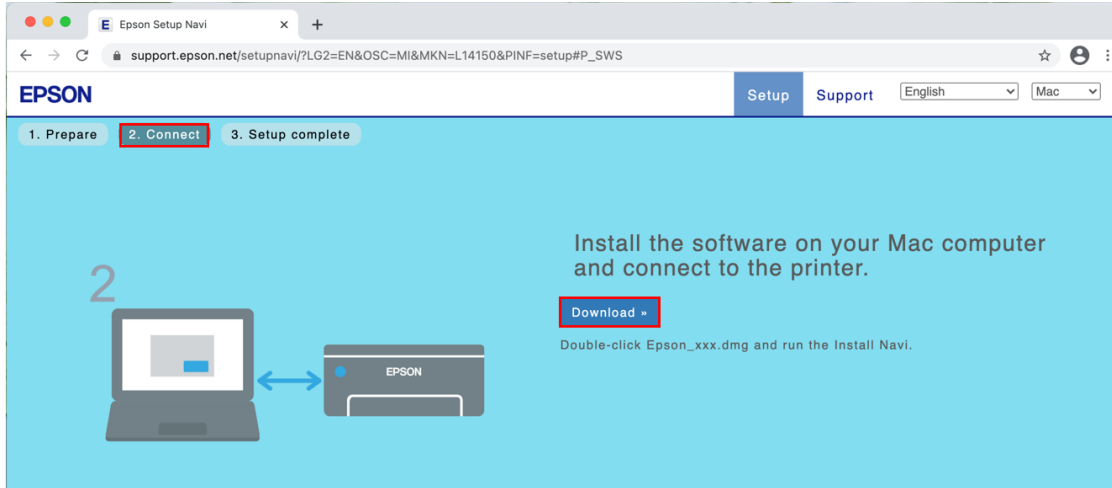 Epson Setup Navi
support.epson.net/setupnavi/?LG2=EN&OSC=MI&MKN=L14150&PINF=setup#P_SWS
EPSON
Setup
Support
English
Mac
1. Prepare
2. Connect
3. Setup complete
2
EPSON
Install the software on your Mac computer
and connect to the printer.
Download »
Double-click Epson_xxx.dmg and run the Install Navi.